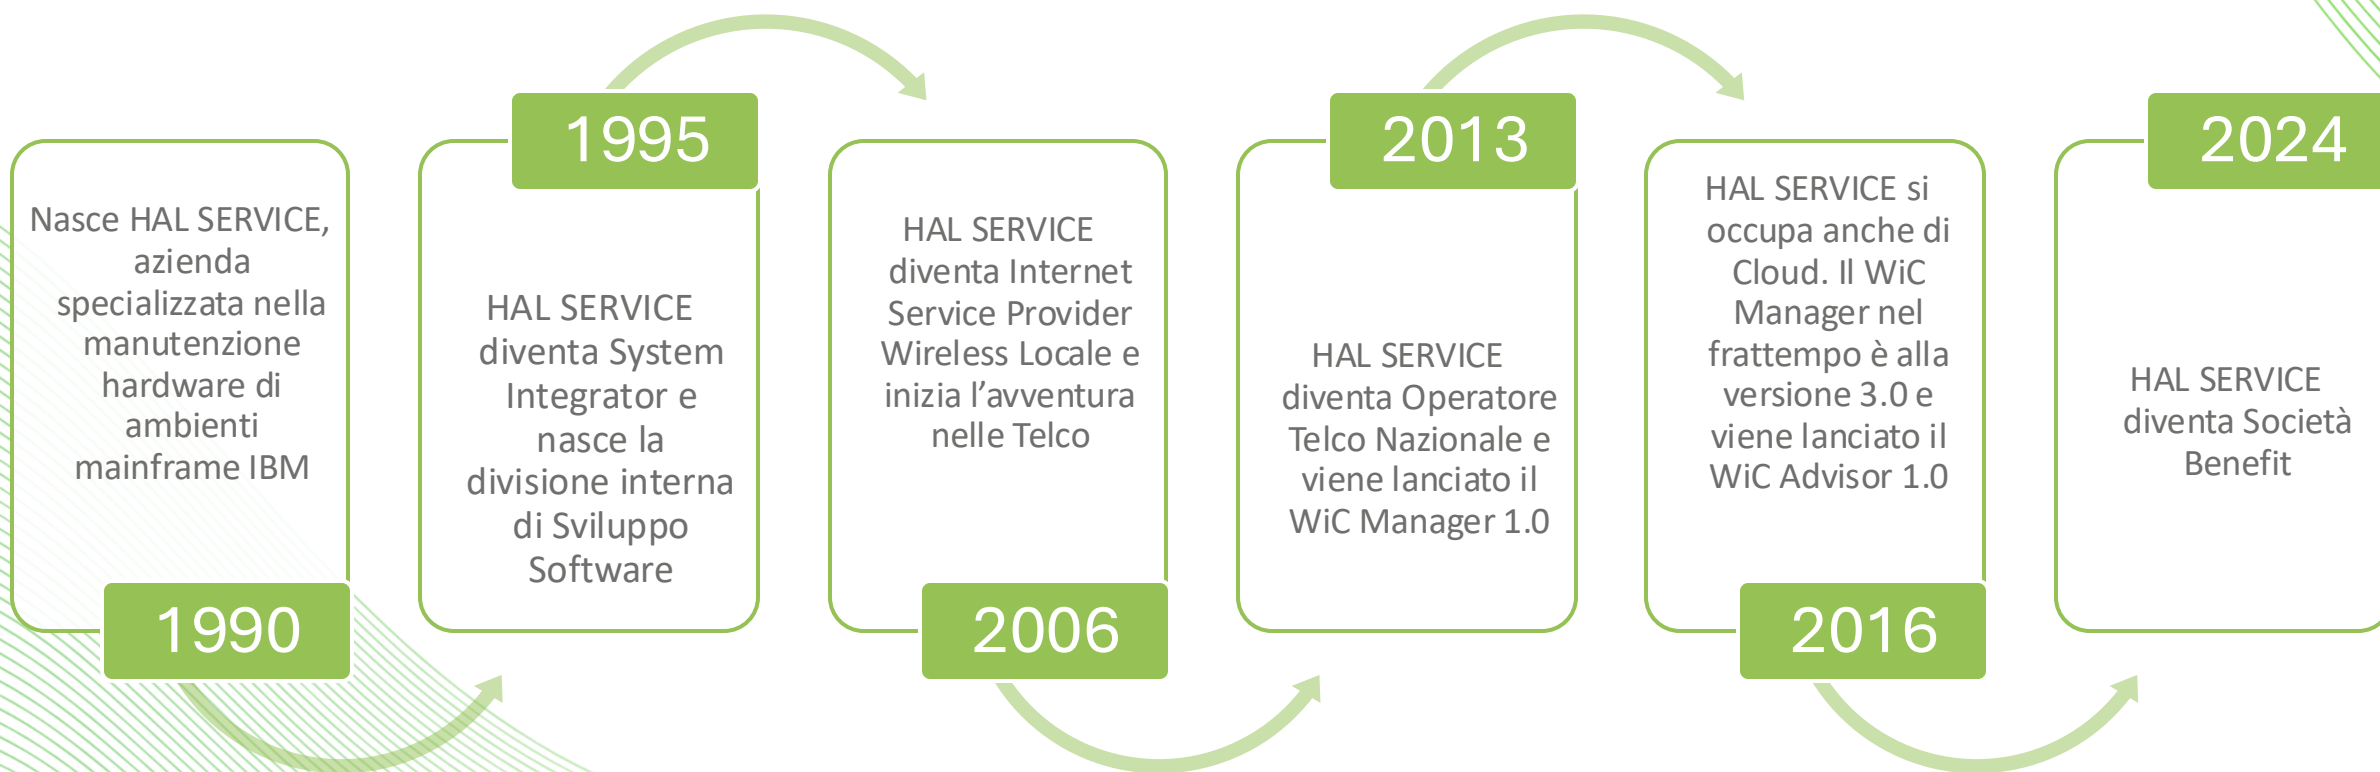 Nasce HAL SERVICE,
azienda
specializzata nella
manutenzione
hardware di
ambienti
mainframe IBM
1990
1995
HAL SERVICE
diventa System
Integrator e
nasce la
divisione interna
di Sviluppo
Software
HAL SERVICE
diventa Internet
Service Provider
Wireless Locale e
inizia l’avventura
nelle Telco
2006
2013
HAL SERVICE
diventa Operatore
Telco Nazionale e
viene lanciato il
WiC Manager 1.0
HAL SERVICE si
occupa anche di
Cloud. Il WiC
Manager nel
frattempo è alla
versione 3.0 e
viene lanciato il
WiC Advisor 1.0
2016
2024
HAL SERVICE
diventa Società
Benefit